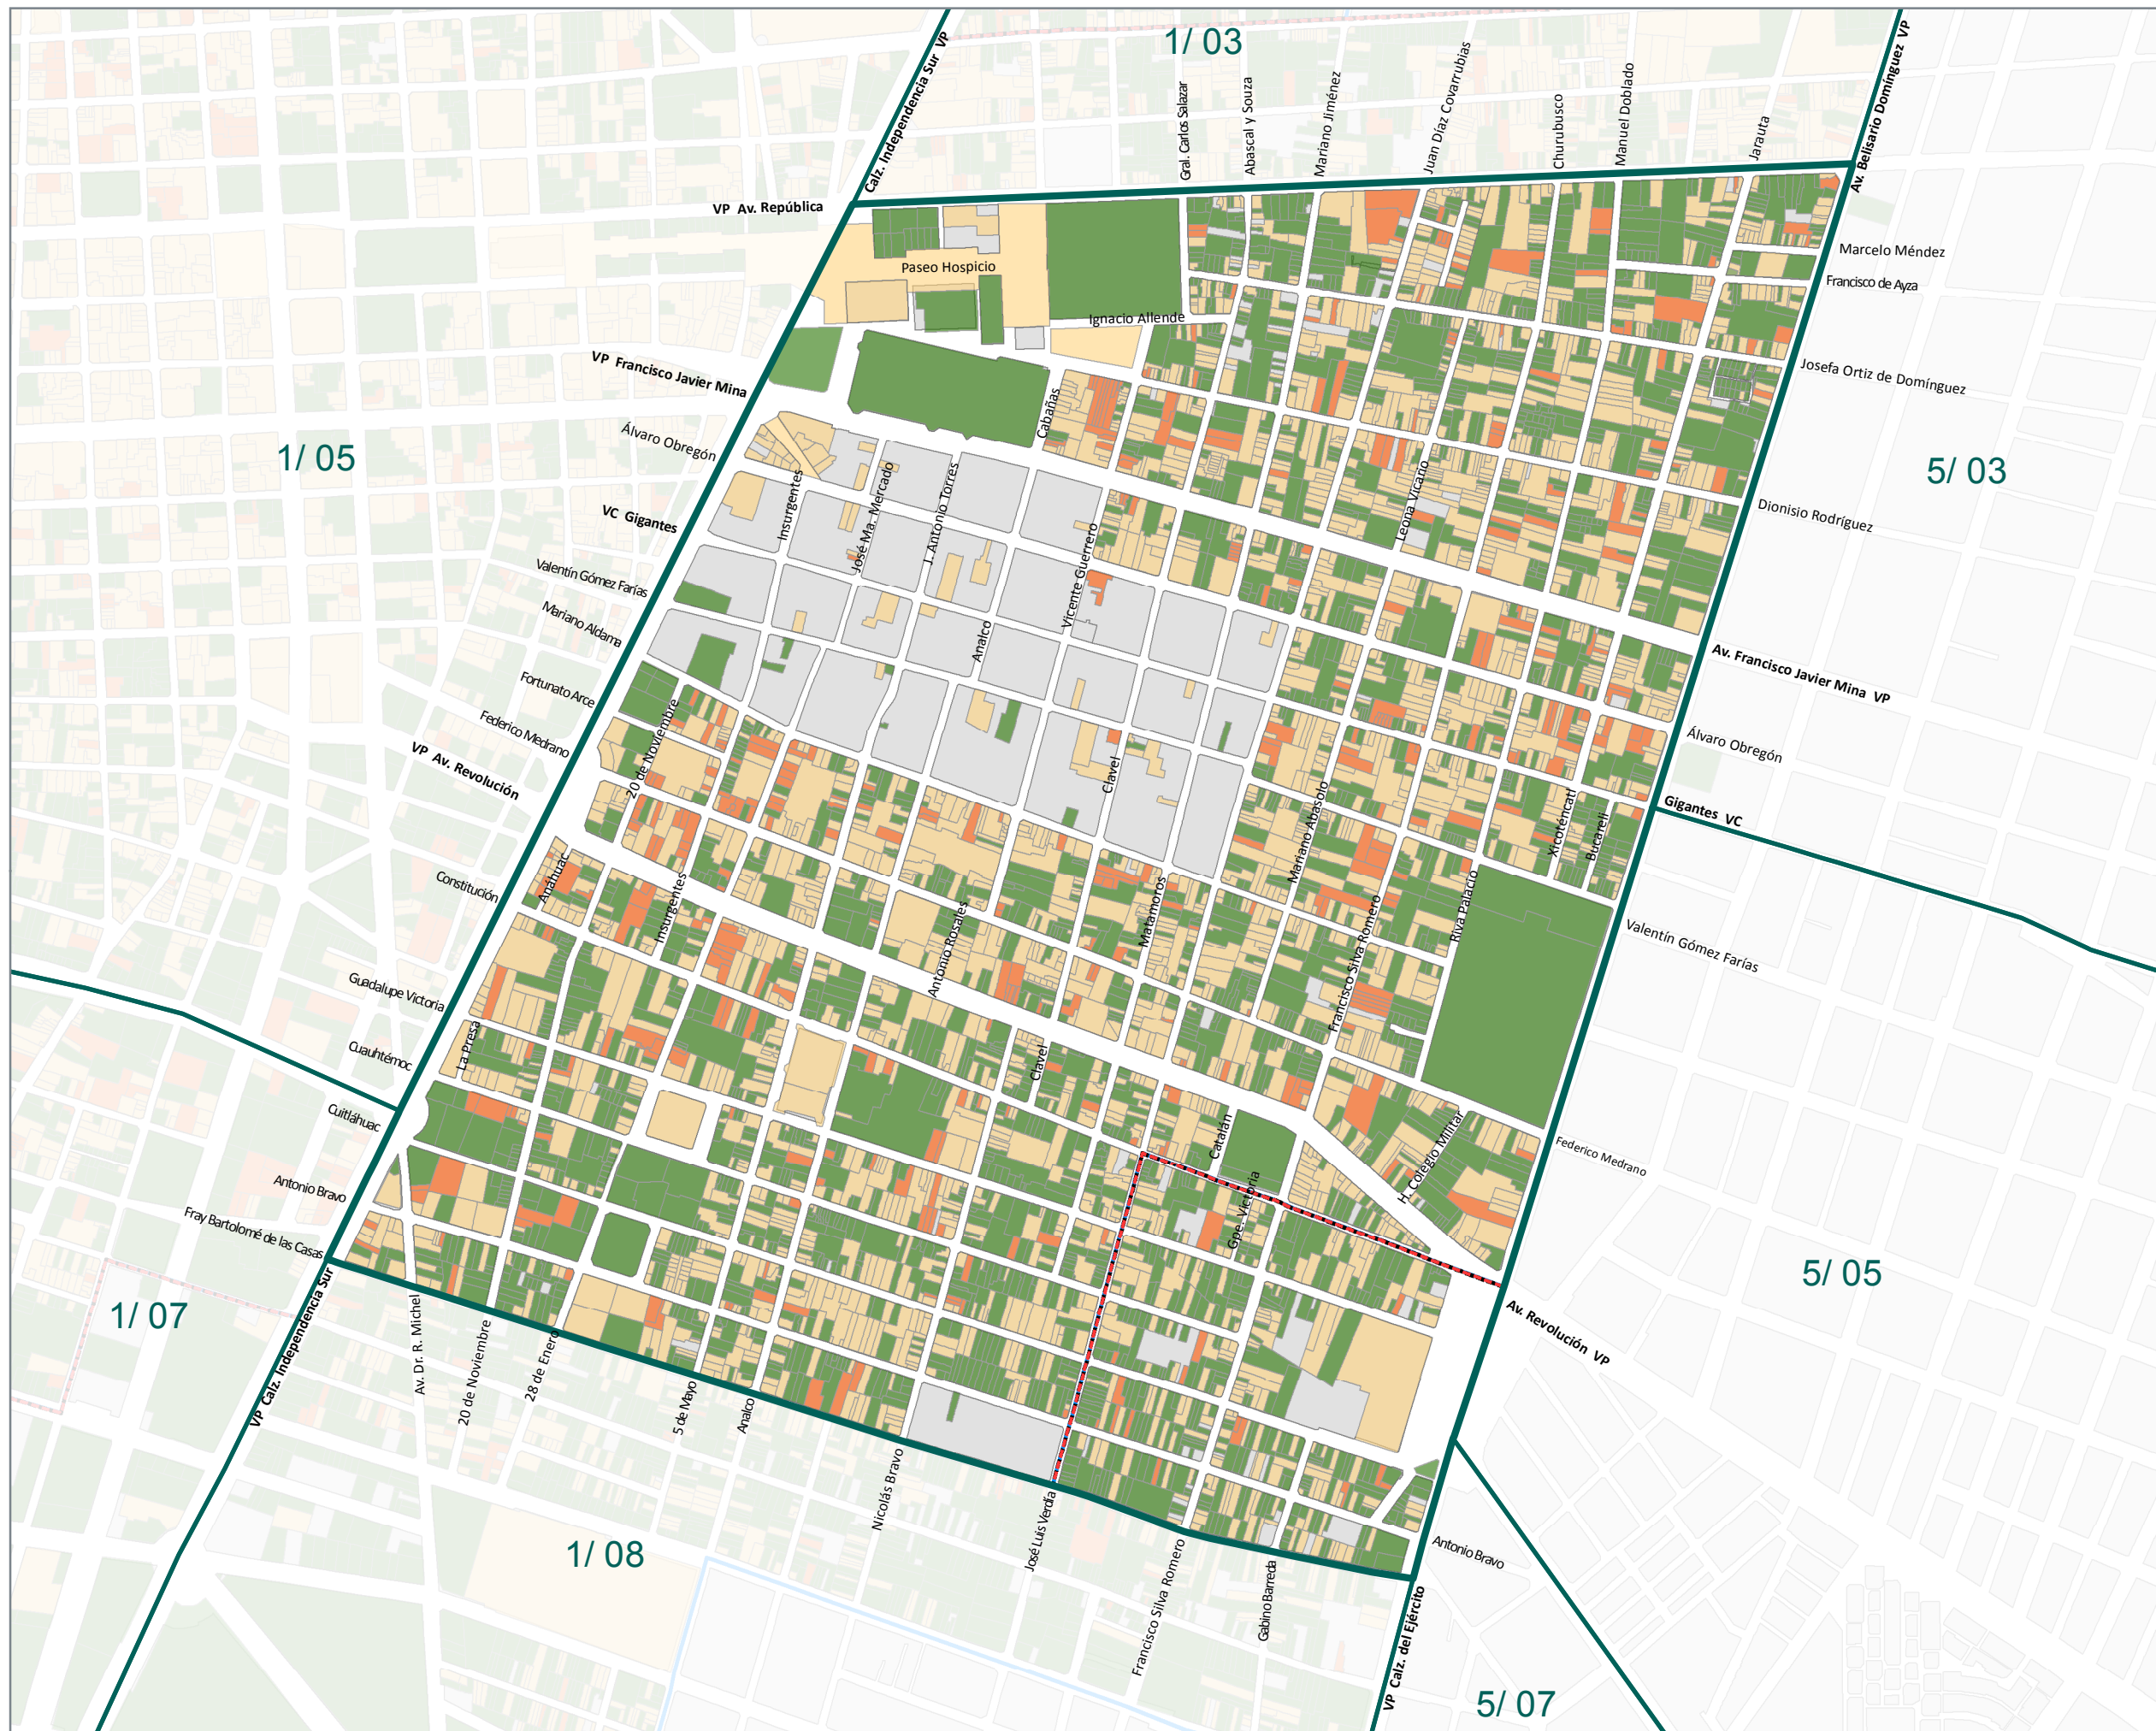 1/ 03
Calz. Independencia Sur VP
Av. Belisario Domínguez VP
Gral. Carlos Salazar
Abascal y Souza
Mariano Jiménez
Juan Díaz Covarrubias
Churubusco
Manuel Doblado
Jarauta
VP Av. República
Marcelo Méndez
Paseo Hospicio
Francisco de Ayza
Ignacio Allende
VP Francisco Javier Mina
Josefa Ortiz de Domínguez
Cabañas
Álvaro Obregón
1/ 05
5/ 03
Insurgentes
José Ma. Mercado
J. Antonio Torres
Leona Vicario
Dionisio Rodríguez
VC Gigantes
Vicente Guerrero
Valentín Gómez Farías
Mariano Aldama
Analco
Av. Francisco Javier Mina VP
Fortunato Arce
Federico Medrano
20 de Noviembre
Álvaro Obregón
VP Av. Revolución
Clavel
Mariano Abasolo
Xicoténcatl
Bucareli
Gigantes VC
Constitución
Anáhuac
Insurgentes
Antonio Rosales
Matamoros
Francisco Silva Romero
Riva Palacio
Valentín Gómez Farías
Guadalupe Victoria
La Presa
Cuauhtémoc
Clavel
Cuitláhuac
Catalán
H. Colegio Militar
Federico Medrano
Antonio Bravo
Gpe. Victoria
Fray Bartolomé de las Casas
5/ 05
1/ 07
VP Calz. Independencia Sur
Av. Dr. R. Michel
20 de Noviembre
28 de Enero
5 de Mayo
Analco
Av. Revolución VP
Nicolás Bravo
José Luis Verdía
1/ 08
Francisco Silva Romero
Gabino Barreda
Antonio Bravo
VP Calz. del Ejército
5/ 07